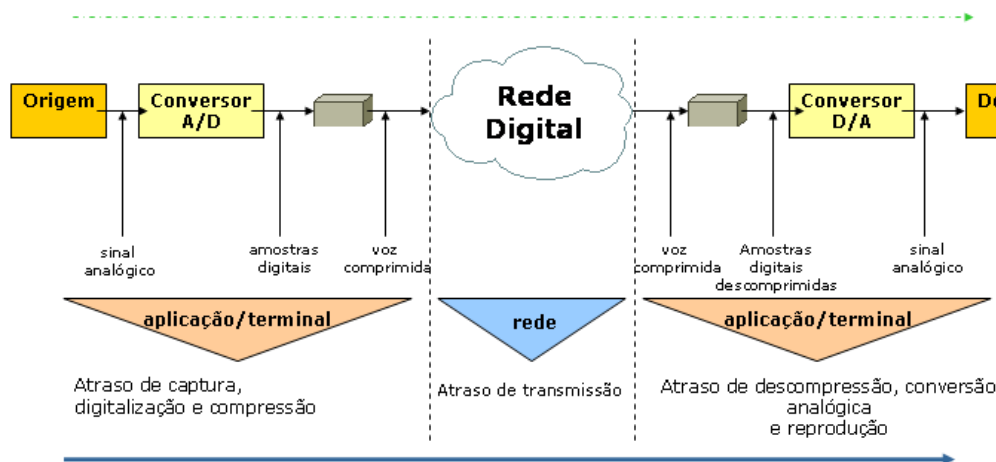 Origem
Conversor
A/D
Rede
Digital
Conversor
D/A
sinal
analógico
amostras
digitais
voz
comprimida
voz
comprimida
Amostras
digitais
descomprimidas
sinal
analógico
aplicação/terminal
rede
aplicação/terminal
Atraso de captura,
digitalização e compressão
Atraso de transmissão
Atraso de descompressão, conversão
analógica
e reprodução